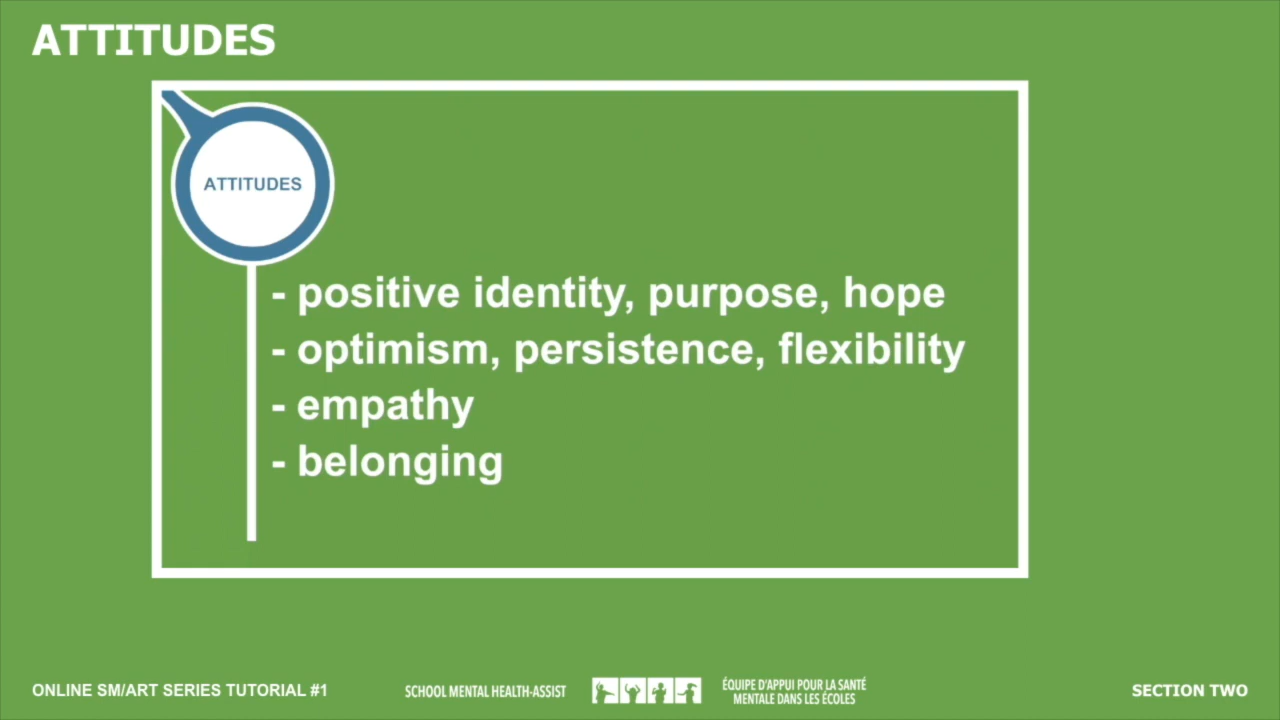 ATTITUDES
ATTITUDES
- positive identity, purpose, hope
- optimism, persistence, flexibility
- empathy
- belonging
ONLINE SM/ART SERIES TUTORIAL #1
SCHOOL MENTAL HEALTH-ASSIST
ÉQUIPE D'APPUI POUR LA SANTÉ
MENTALE DANS LES ÉCOLES
SECTION TWO